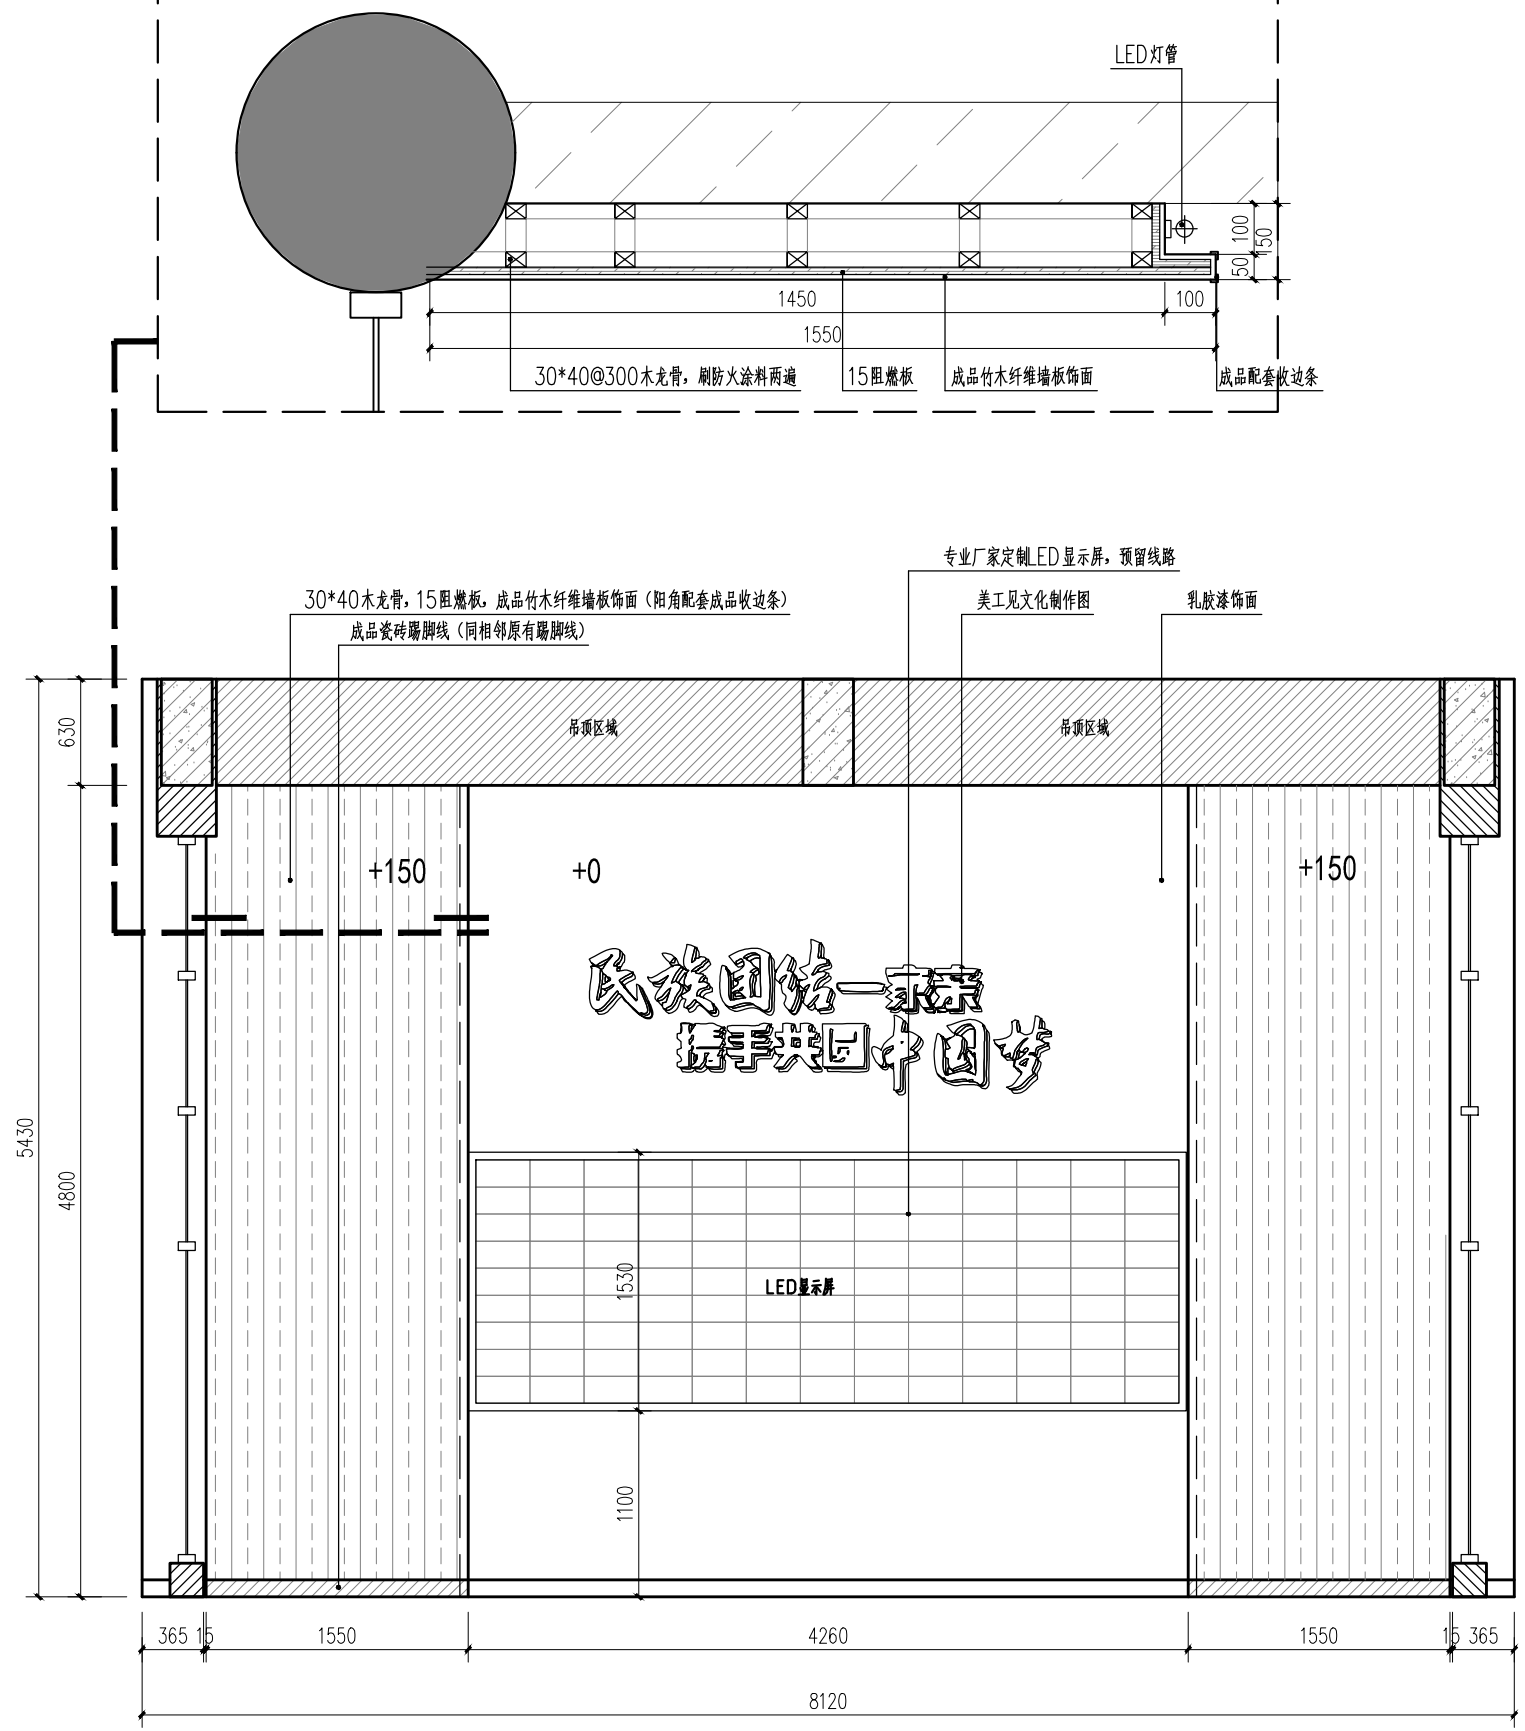 LED灯管
100
150
50
1450
100
1550
30*40@300木龙骨，刷防火涂料两遍
15阻燃板
成品竹木纤维墙板饰面
成品配套收边条
专业厂家定制LED显示屏，预留线路
30*40木龙骨，15阻燃板，成品竹木纤维墙板饰面（阳角配套成品收边条）
美工见文化制作图
乳胶漆饰面
成品瓷砖踢脚线（同相邻原有踢脚线）
630
吊顶区域
吊顶区域
+150
+0
+150
民族团结一家亲
携手共圆中国梦
5430
4800
1530
LED显示屏
1100
365
15
1550
4260
1550
15
365
8120